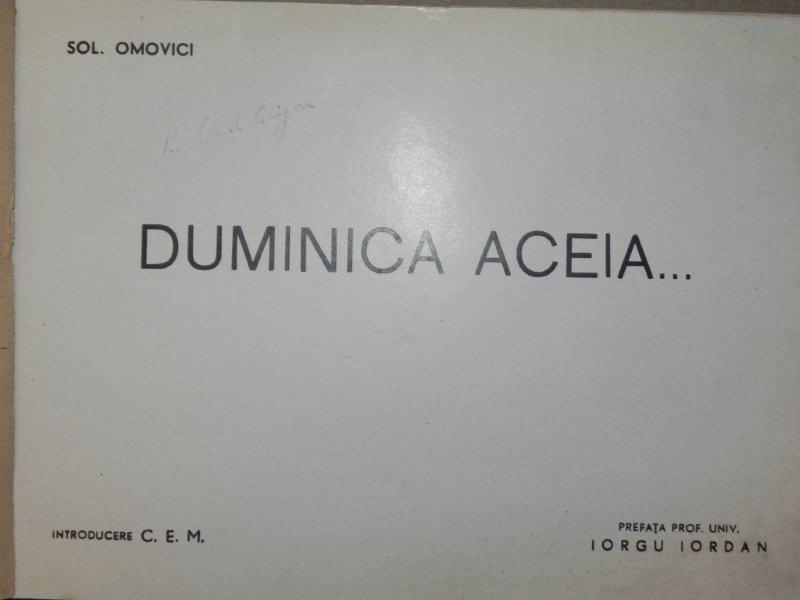 SOL. OMOVICI
DUMINICA ACEIA...
INTRODUCERE C. E. M.
PREFAȚA PROF. UNIV.
IORGU IORDAN